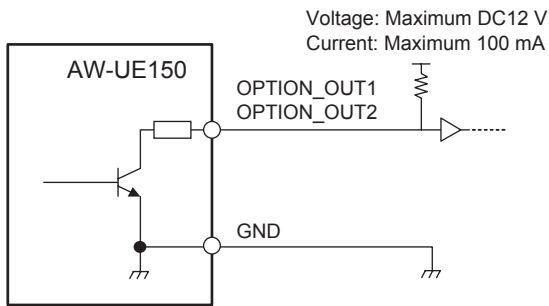 Voltage: Maximum DC12 V
Current: Maximum 100 mA
AW-UE150
OPTION_OUT1
OPTION_OUT2
GND